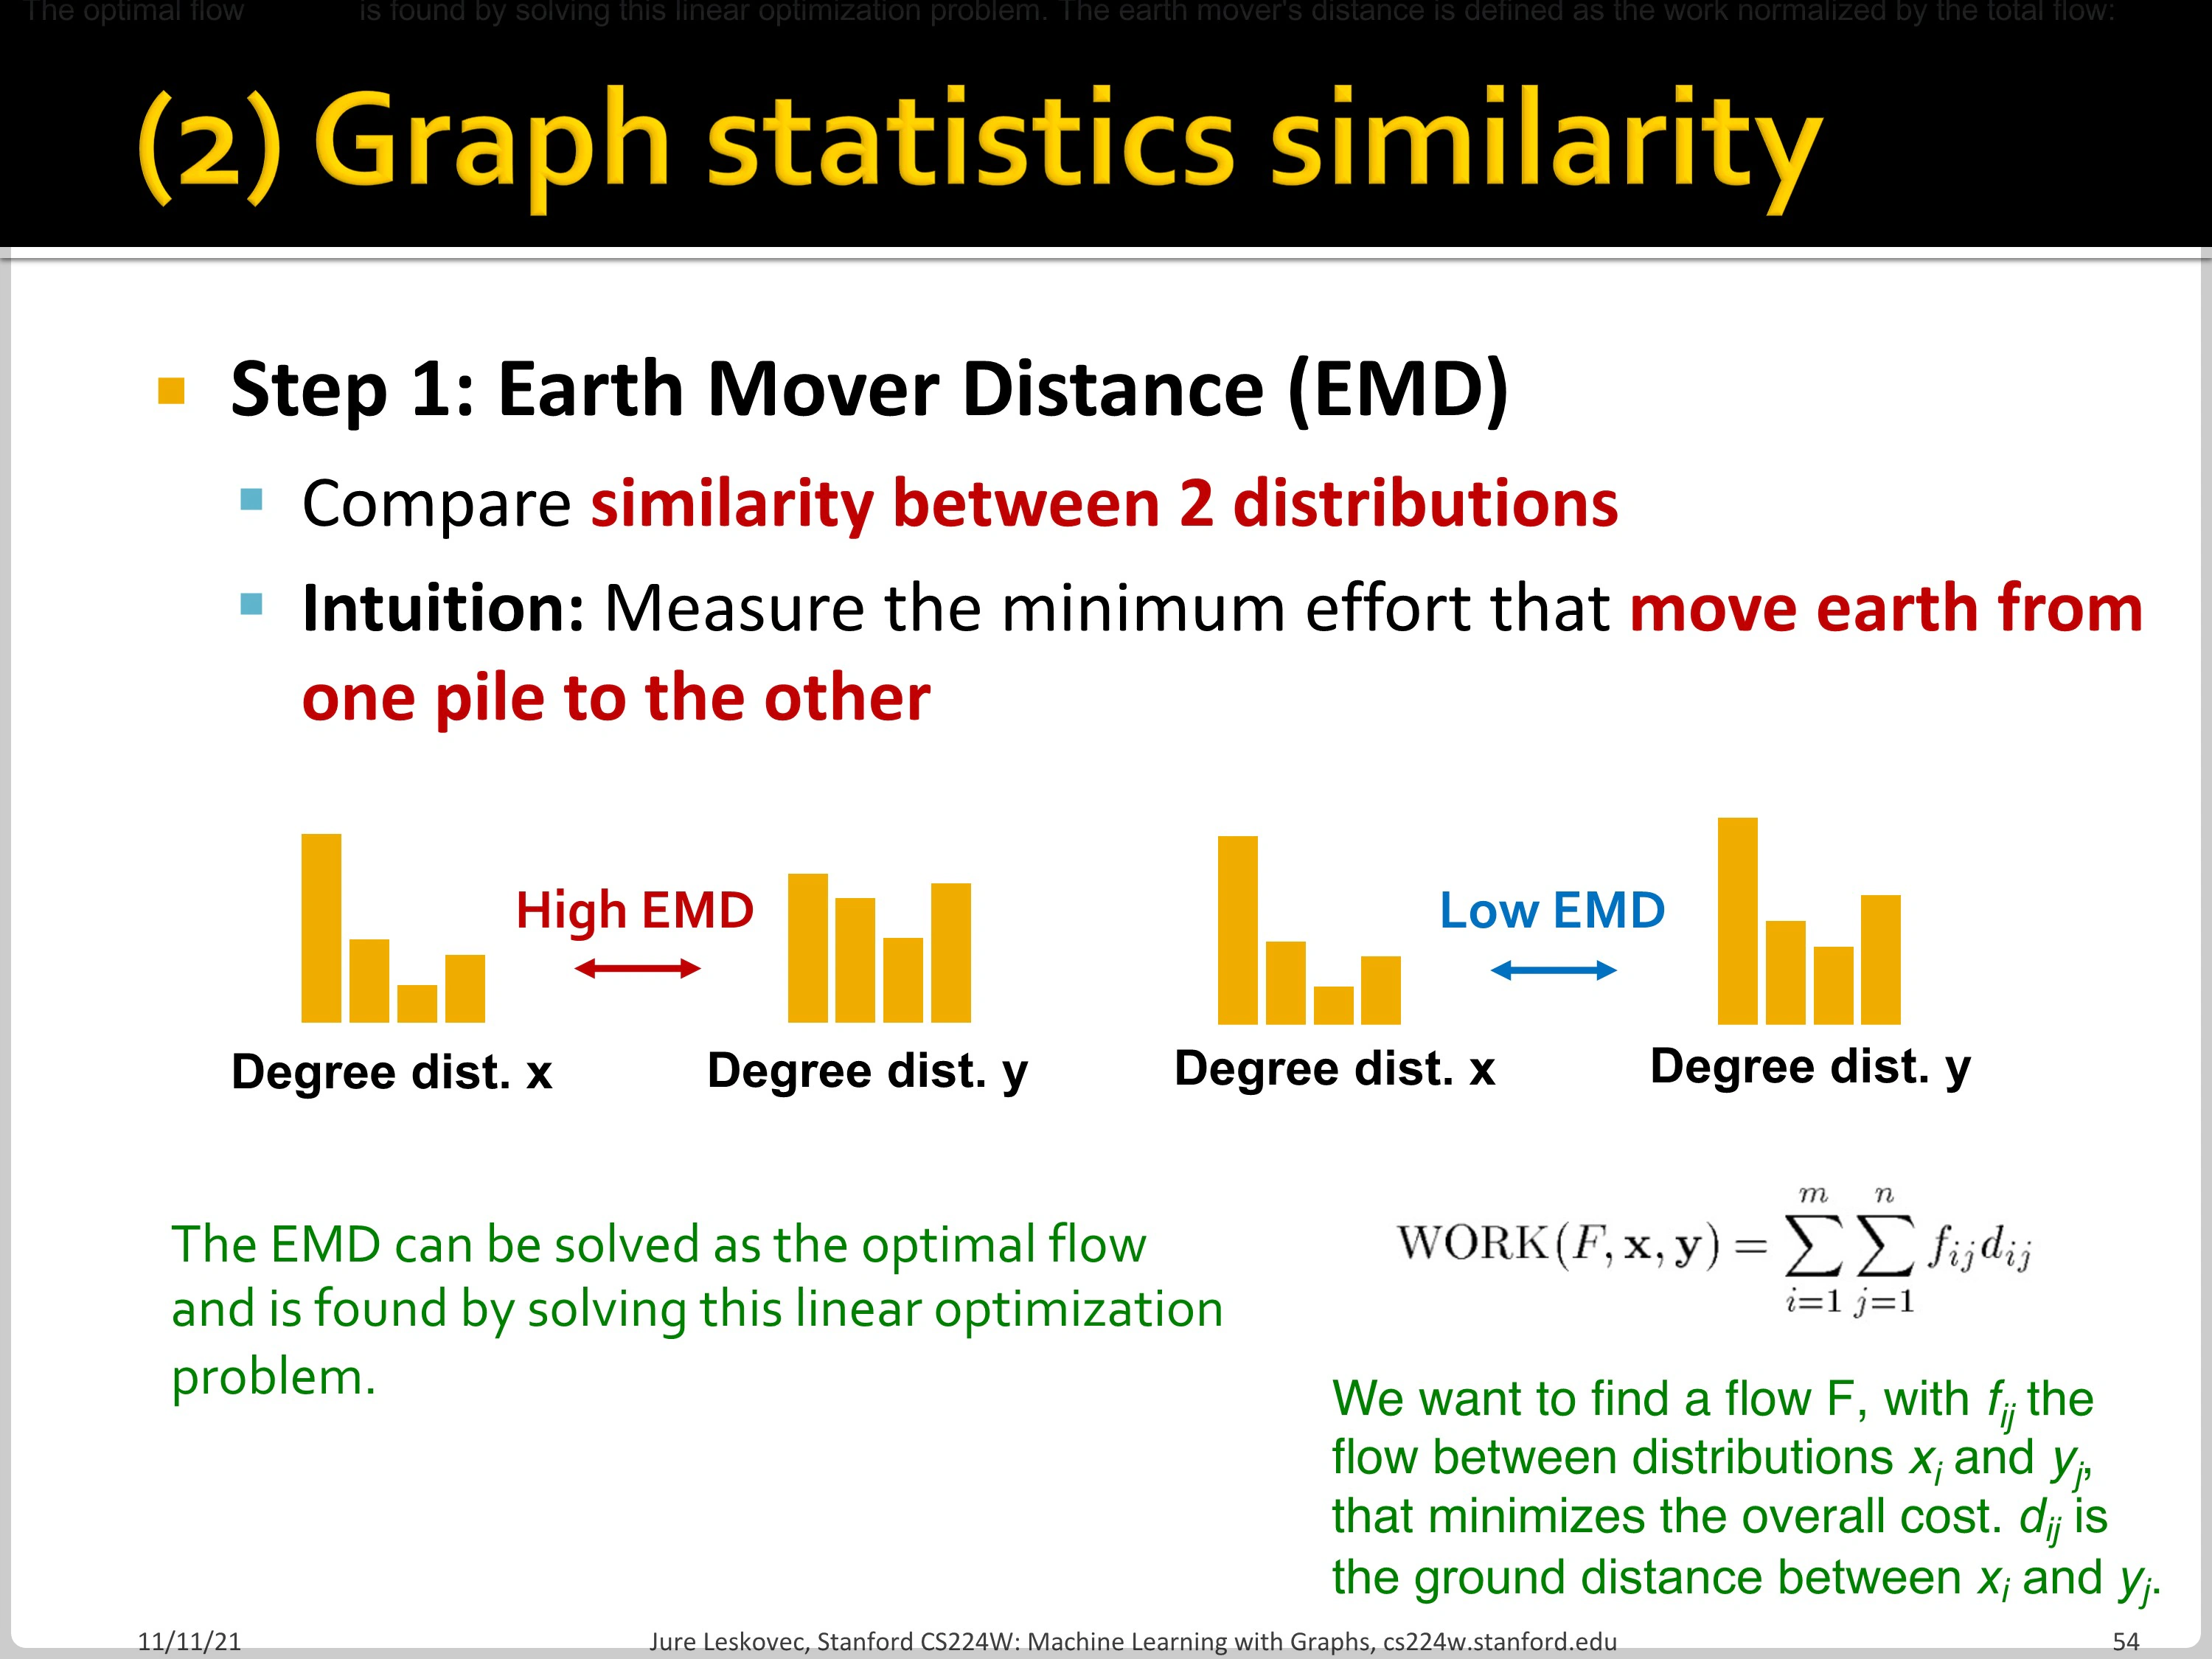 The optimal flow is found by solving this linear optimization problem. The earth mover's distance is defined as the work normalized by the total flow:
(2) Graph statistics similarity
Step 1: Earth Mover Distance (EMD)
Compare similarity between 2 distributions
Intuition: Measure the minimum effort that move earth from
one pile to the other
High EMD
Low EMD
Degree dist. x
Degree dist. y
Degree dist. x
Degree dist. y
The EMD can be solved as the optimal flow
and is found by solving this linear optimization
problem.
WORK(F, x, y) = \sum_{i=1}^{m} \sum_{j=1}^{n} f_{ij} d_{ij}
We want to find a flow F, with f_{ij} the
flow between distributions x_i and y_j,
that minimizes the overall cost. d_{ij} is
the ground distance between x_i and y_j.
11/11/21
Jure Leskovec, Stanford CS224W: Machine Learning with Graphs, cs224w.stanford.edu
54